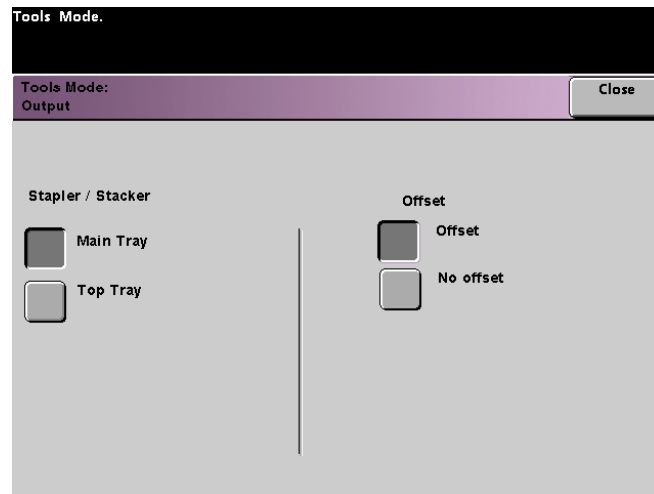 Tools Mode.
Tools Mode:
Output
Close
Stapler / Stacker
Main Tray
Top Tray
Offset
Offset
No offset